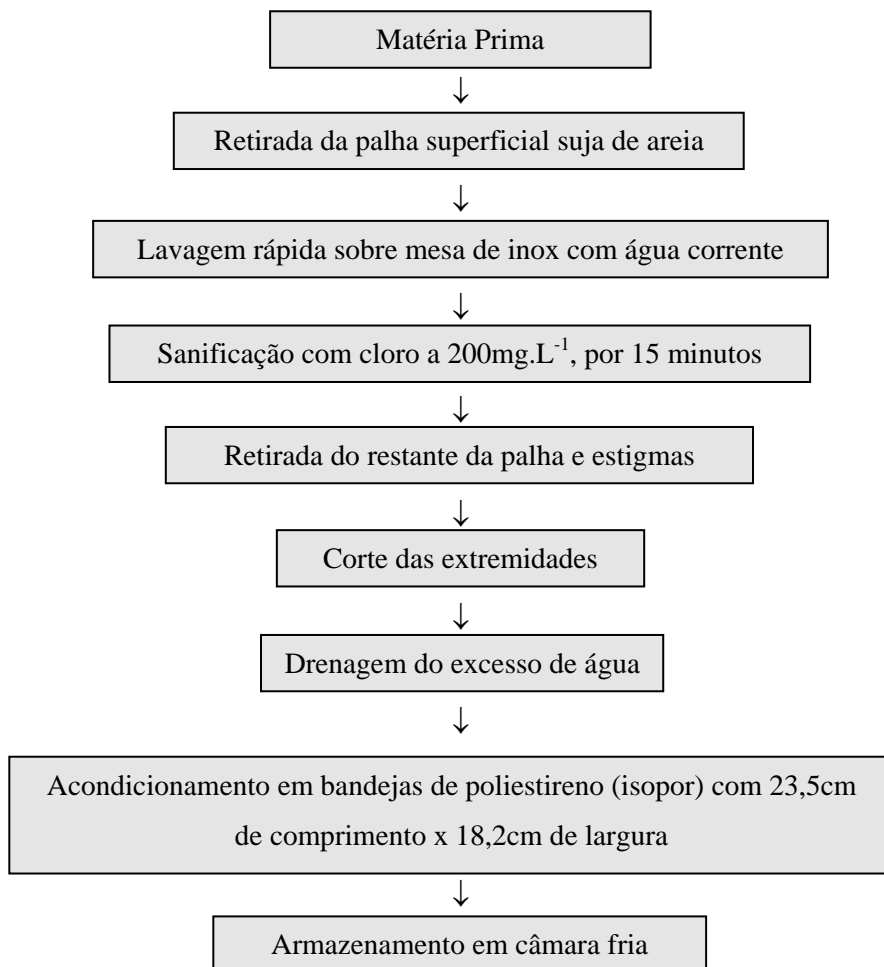 Matéria Prima
↓
Retirada da palha superficial suja de areia
↓
Lavagem rápida sobre mesa de inox com água corrente
↓
Sanificação com cloro a 200mg.L⁻¹, por 15 minutos
↓
Retirada do restante da palha e estigmas
↓
Corte das extremidades
↓
Drenagem do excesso de água
↓
Acondicionamento em bandejas de poliestireno (isopor) com 23,5cm
de comprimento x 18,2cm de largura
↓
Armazenamento em câmara fria